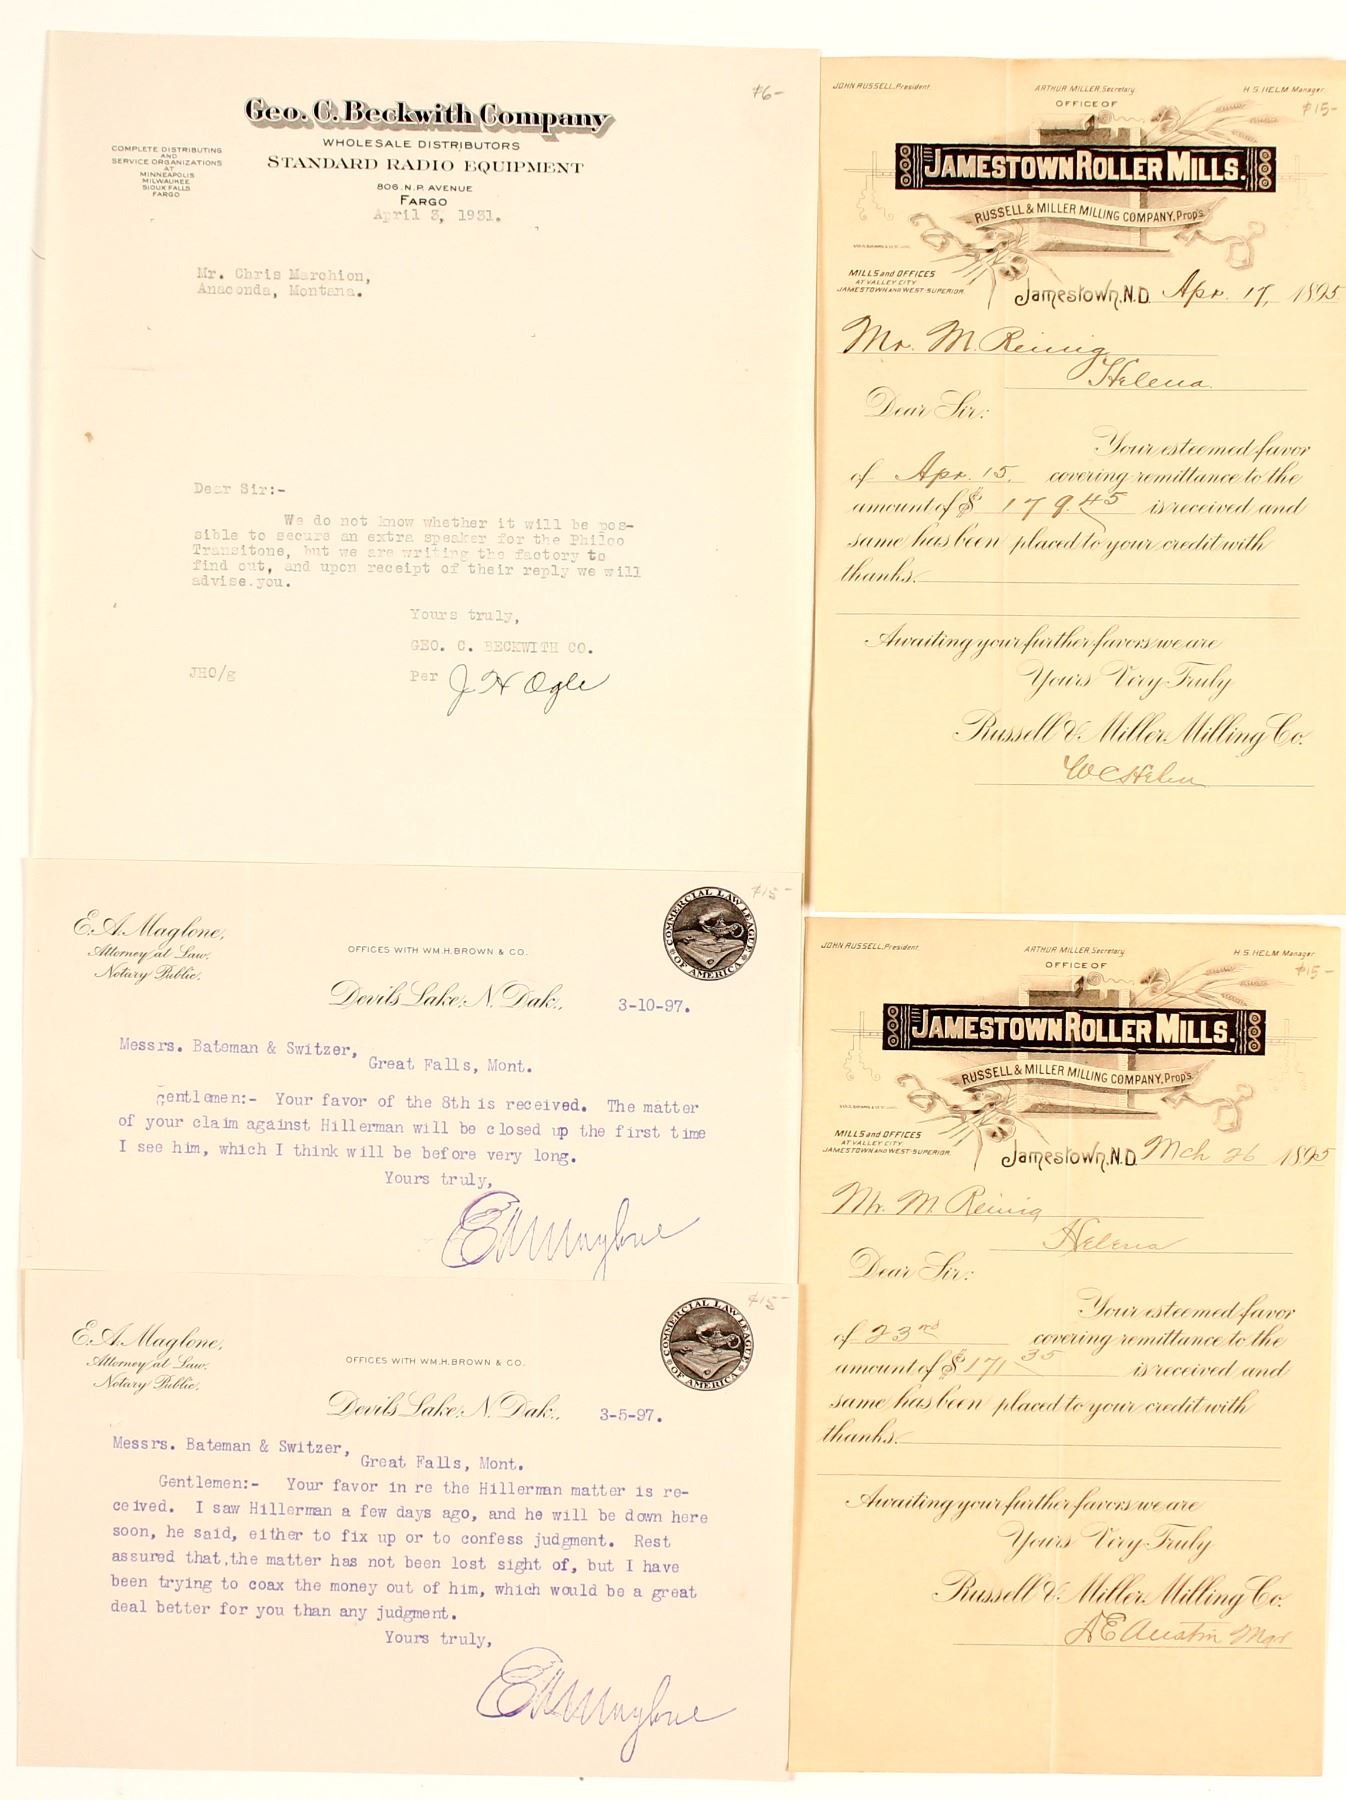 $6-
Geo. C. Beckwith Company
WHOLESALE DISTRIBUTORS
STANDARD RADIO EQUIPMENT
806 N.P. AVENUE
FARGO
COMPLETE DISTRIBUTING
AND
SERVICE ORGANIZATIONS
AT
MINNEAPOLIS
MILWAUKEE
SIOUX FALLS
FARGO
April 3, 1931.
Mr. Chris Marchion,
Anaconda, Montana.
Dear Sir:-
We do not know whether it will be pos-
sible to secure an extra speaker for the Philco
Transitone, but we are writing the factory to
find out, and upon receipt of their reply we will
advise.you.
Yours truly,
GEO. C. BECKWITH CO.
JHO/g
Per J H Ogle
JOHN RUSSELL, President.
ARTHUR MILLER, Secretary
H.S. HELM Manager
$15-
OFFICE OF
JAMESTOWN ROLLER MILLS.
RUSSELL & MILLER MILLING COMPANY, Prop's.
MILLS and OFFICES
AT VALLEY CITY
JAMESTOWN AND WEST-SUPERIOR.
Jamestown, N.D. Apr. 17, 1895
Mr. M. Reinig
Helena.
Dear Sir:
Your esteemed favor
of Apr. 15. covering remittance to the
amount of $ 179.45 is received and
same has been placed to your credit with
thanks.
Awaiting your further favors we are
Yours Very Truly
Russell & Miller Milling Co.
WCHelm
E.A. Maglone,
Attorney at Law.
Notary Public.
OFFICES WITH WM. H. BROWN & CO.
COMMERCIAL LAW LEAGUE
OF AMERICA
$15-
Devils Lake, N. Dak., 3-10-97.
Messrs. Bateman & Switzer,
Great Falls, Mont.
Gentlemen:- Your favor of the 8th is received. The matter
of your claim against Hillerman will be closed up the first time
I see him, which I think will be before very long.
Yours truly,
EAMaglone
E.A. Maglone,
Attorney at Law.
Notary Public.
OFFICES WITH WM. H. BROWN & CO.
COMMERCIAL LAW LEAGUE
OF AMERICA
$15-
Devils Lake, N. Dak., 3-5-97.
Messrs. Bateman & Switzer,
Great Falls, Mont.
Gentlemen:- Your favor in re the Hillerman matter is re-
ceived. I saw Hillerman a few days ago, and he will be down here
soon, he said, either to fix up or to confess judgment. Rest
assured that,the matter has not been lost sight of, but I have
been trying to coax the money out of him, which would be a great
deal better for you than any judgment.
Yours truly,
EAMaglone
JOHN RUSSELL, President
ARTHUR MILLER, Secretary
H.S. HELM Manager
$15-
OFFICE OF
JAMESTOWN ROLLER MILLS.
RUSSELL & MILLER MILLING COMPANY, Prop's.
MILLS and OFFICES
AT VALLEY CITY
JAMESTOWN AND WEST-SUPERIOR.
Jamestown, N.D. Mch 26 1895
Mr. M. Reinig
Helena
Dear Sir:
Your esteemed favor
of 23rd covering remittance to the
amount of $171 35 is received and
same has been placed to your credit with
thanks.
Awaiting your further favors we are
Yours Very Truly
Russell & Miller Milling Co.
Austin Mgr